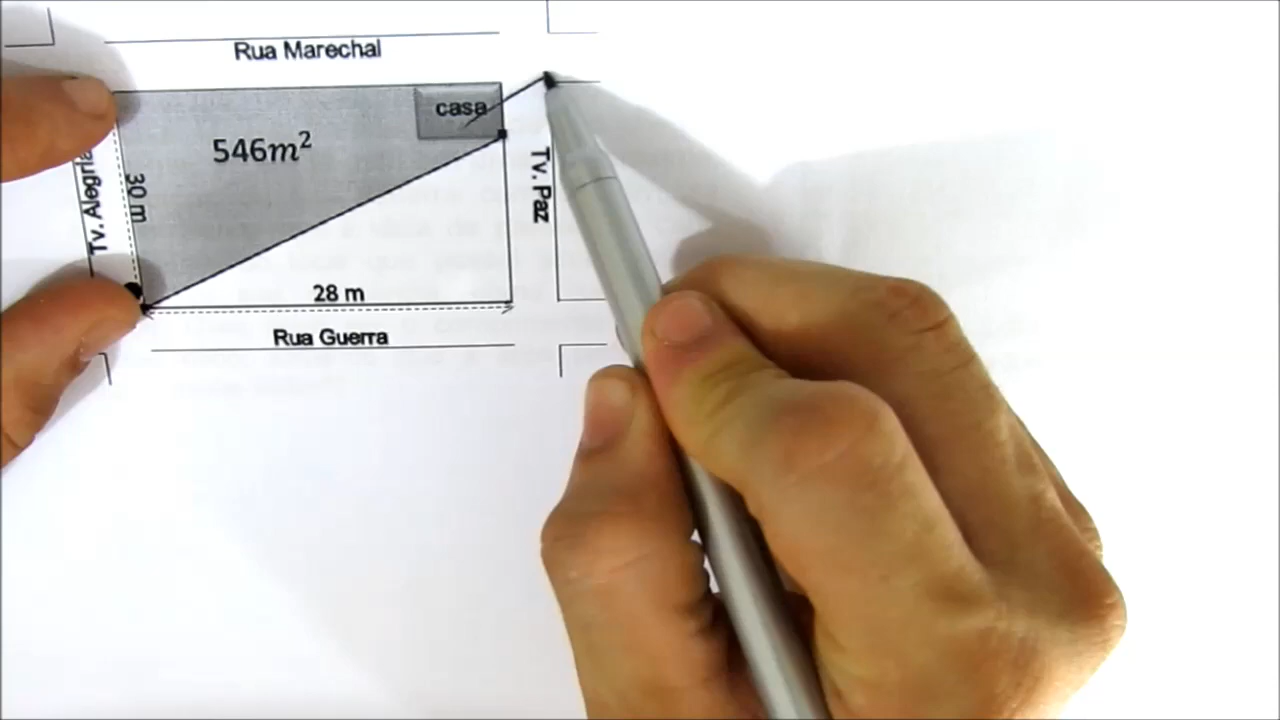 Rua Marechal
casa
546m²
Tv. Alegria
30 m
Tv. Paz
28 m
Rua Guerra